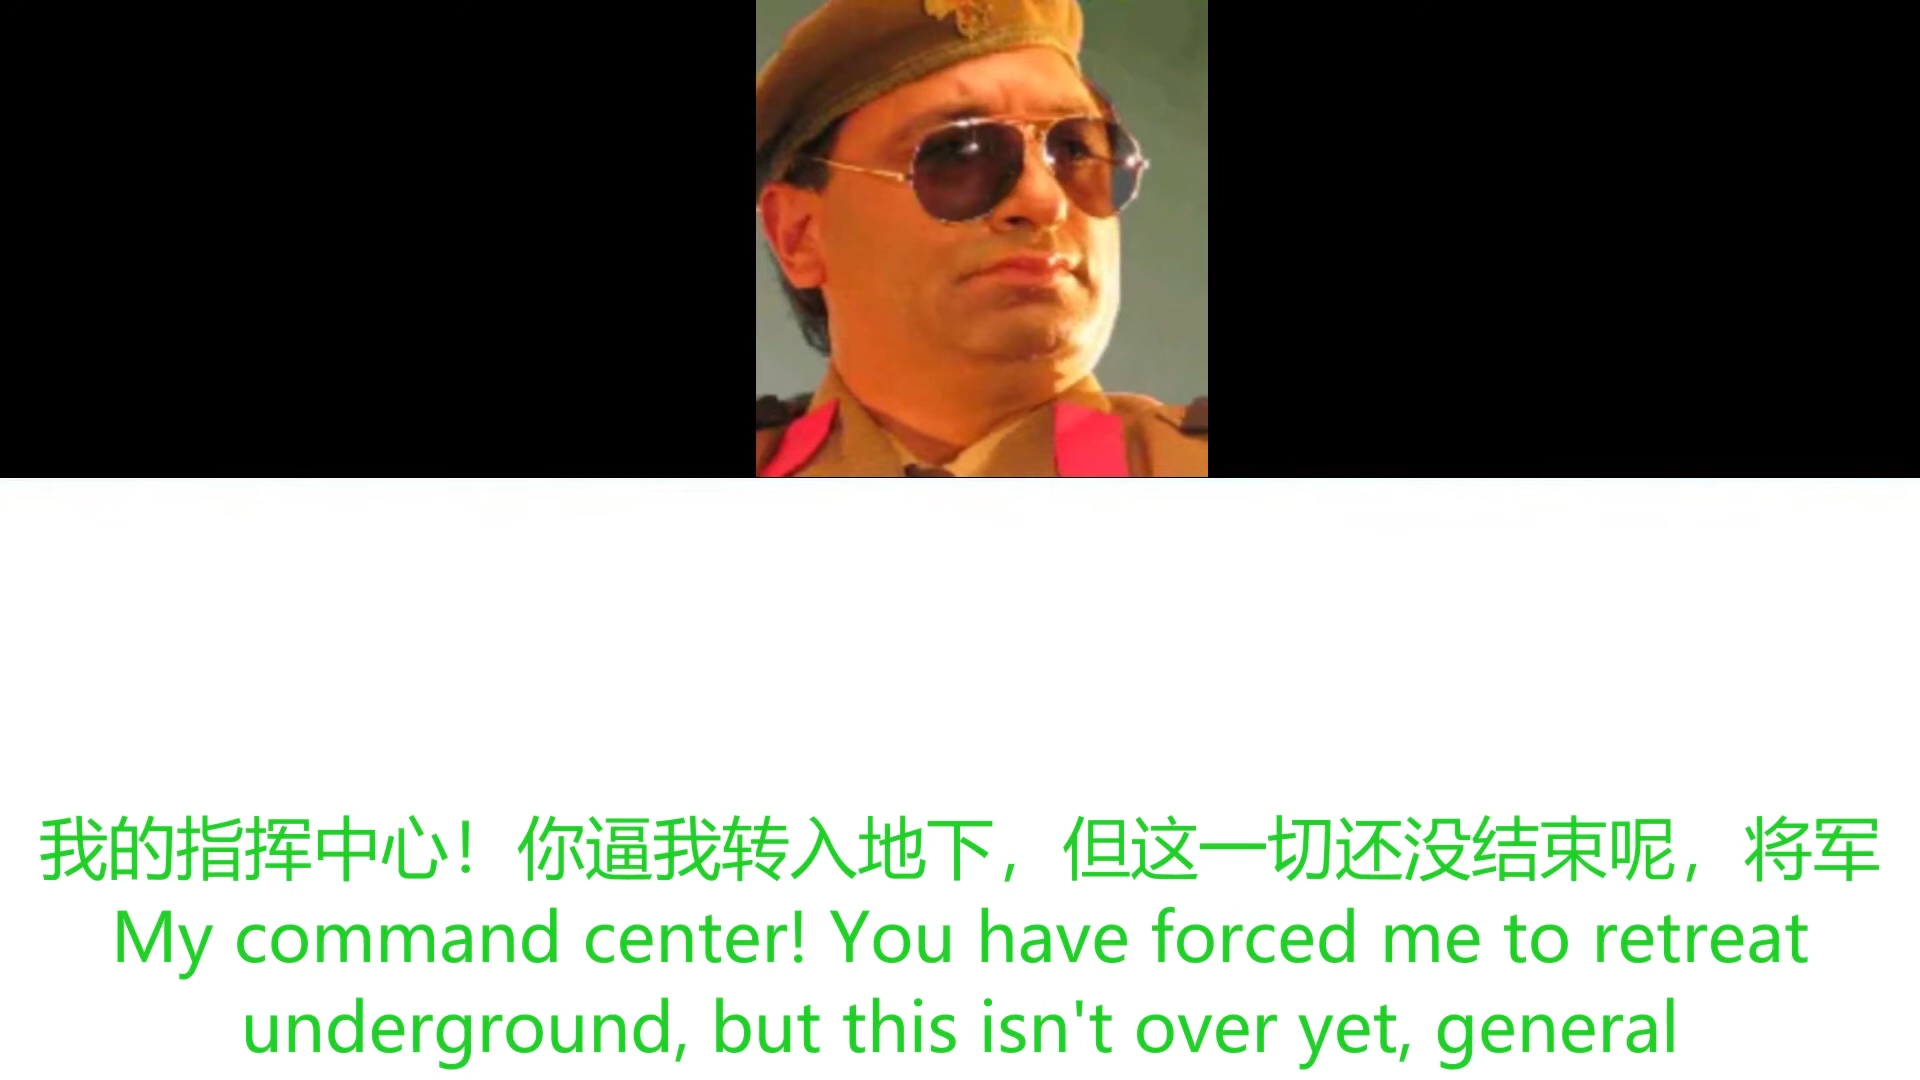 我的指挥中心！你逼我转入地下，但这一切还没结束呢，将军
My command center! You have forced me to retreat
underground, but this isn't over yet, general